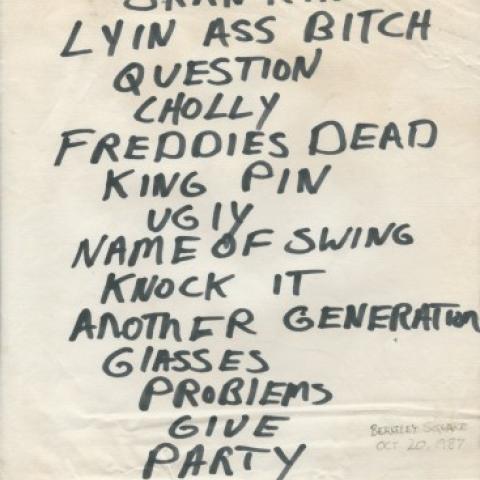 LYIN ASS BITCH
QUESTION
CHOLLY
FREDDIES DEAD
KING PIN
UGLY
NAME OF SWING
KNOCK IT
ANOTHER GENERATION
GLASSES
PROBLEMS
GIVE
PARTY
BERKELEY SQUARE
OCT 20, 1987